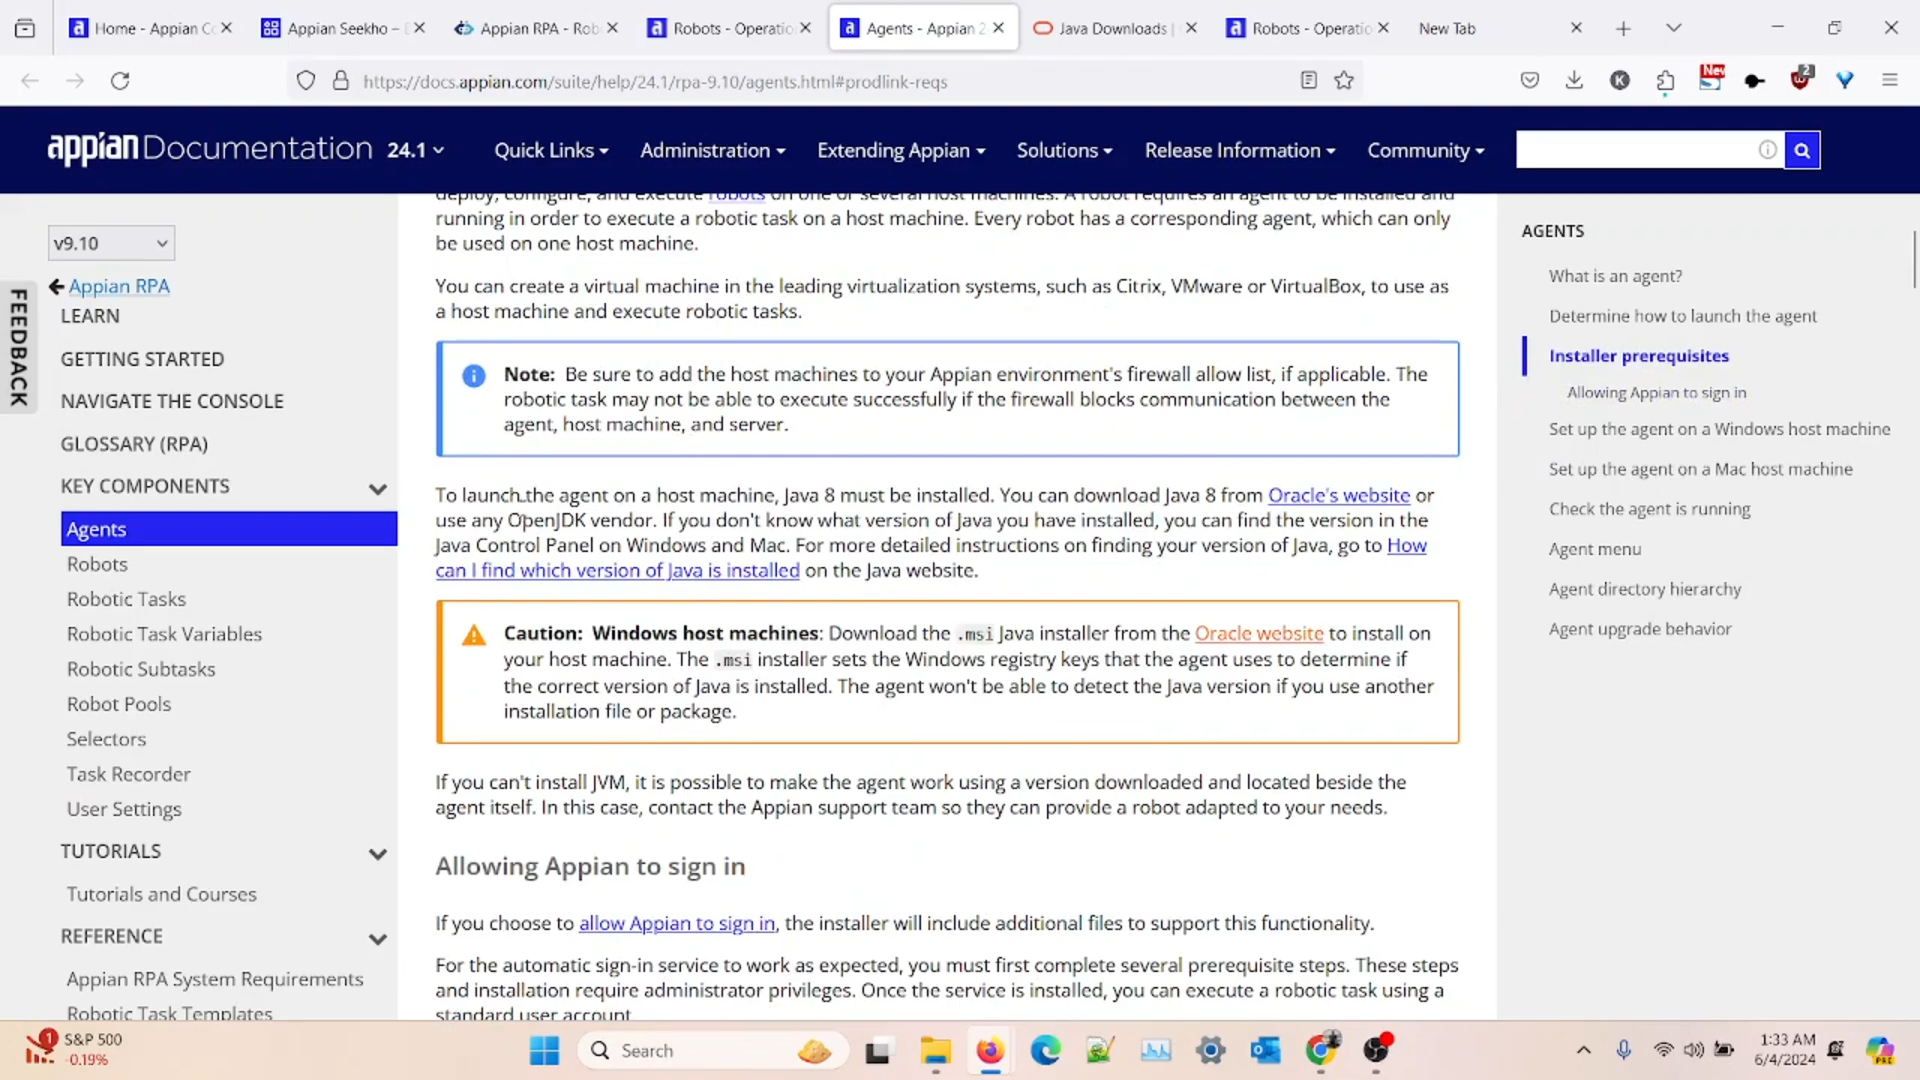 Home - Appian Co
Appian Seekho –
Appian RPA - Rob
Robots - Operatio
Agents - Appian 2
Java Downloads |
Robots - Operatio
New Tab
https://docs.appian.com/suite/help/24.1/rpa-9.10/agents.html#prodlink-reqs
K
New
2
appian Documentation 24.1
Quick Links
Administration
Extending Appian
Solutions
Release Information
Community
FEEDBACK
v9.10
Appian RPA
LEARN
GETTING STARTED
NAVIGATE THE CONSOLE
GLOSSARY (RPA)
KEY COMPONENTS
Agents
Robots
Robotic Tasks
Robotic Task Variables
Robotic Subtasks
Robot Pools
Selectors
Task Recorder
User Settings
TUTORIALS
Tutorials and Courses
REFERENCE
Appian RPA System Requirements
Robotic Task Templates
deploy, configure, and execute robots on one or several host machines. A robot requires an agent to be installed and
running in order to execute a robotic task on a host machine. Every robot has a corresponding agent, which can only
be used on one host machine.
You can create a virtual machine in the leading virtualization systems, such as Citrix, VMware or VirtualBox, to use as
a host machine and execute robotic tasks.
Note: Be sure to add the host machines to your Appian environment's firewall allow list, if applicable. The
robotic task may not be able to execute successfully if the firewall blocks communication between the
agent, host machine, and server.
To launch the agent on a host machine, Java 8 must be installed. You can download Java 8 from Oracle's website or
use any OpenJDK vendor. If you don't know what version of Java you have installed, you can find the version in the
Java Control Panel on Windows and Mac. For more detailed instructions on finding your version of Java, go to How
can I find which version of Java is installed on the Java website.
Caution: Windows host machines: Download the .msi Java installer from the Oracle website to install on
your host machine. The .msi installer sets the Windows registry keys that the agent uses to determine if
the correct version of Java is installed. The agent won't be able to detect the Java version if you use another
installation file or package.
If you can't install JVM, it is possible to make the agent work using a version downloaded and located beside the
agent itself. In this case, contact the Appian support team so they can provide a robot adapted to your needs.
Allowing Appian to sign in
If you choose to allow Appian to sign in, the installer will include additional files to support this functionality.
For the automatic sign-in service to work as expected, you must first complete several prerequisite steps. These steps
and installation require administrator privileges. Once the service is installed, you can execute a robotic task using a
standard user account
AGENTS
What is an agent?
Determine how to launch the agent
Installer prerequisites
Allowing Appian to sign in
Set up the agent on a Windows host machine
Set up the agent on a Mac host machine
Check the agent is running
Agent menu
Agent directory hierarchy
Agent upgrade behavior
1
S&P 500
-0.19%
Search
1:33 AM
6/4/2024
PRE